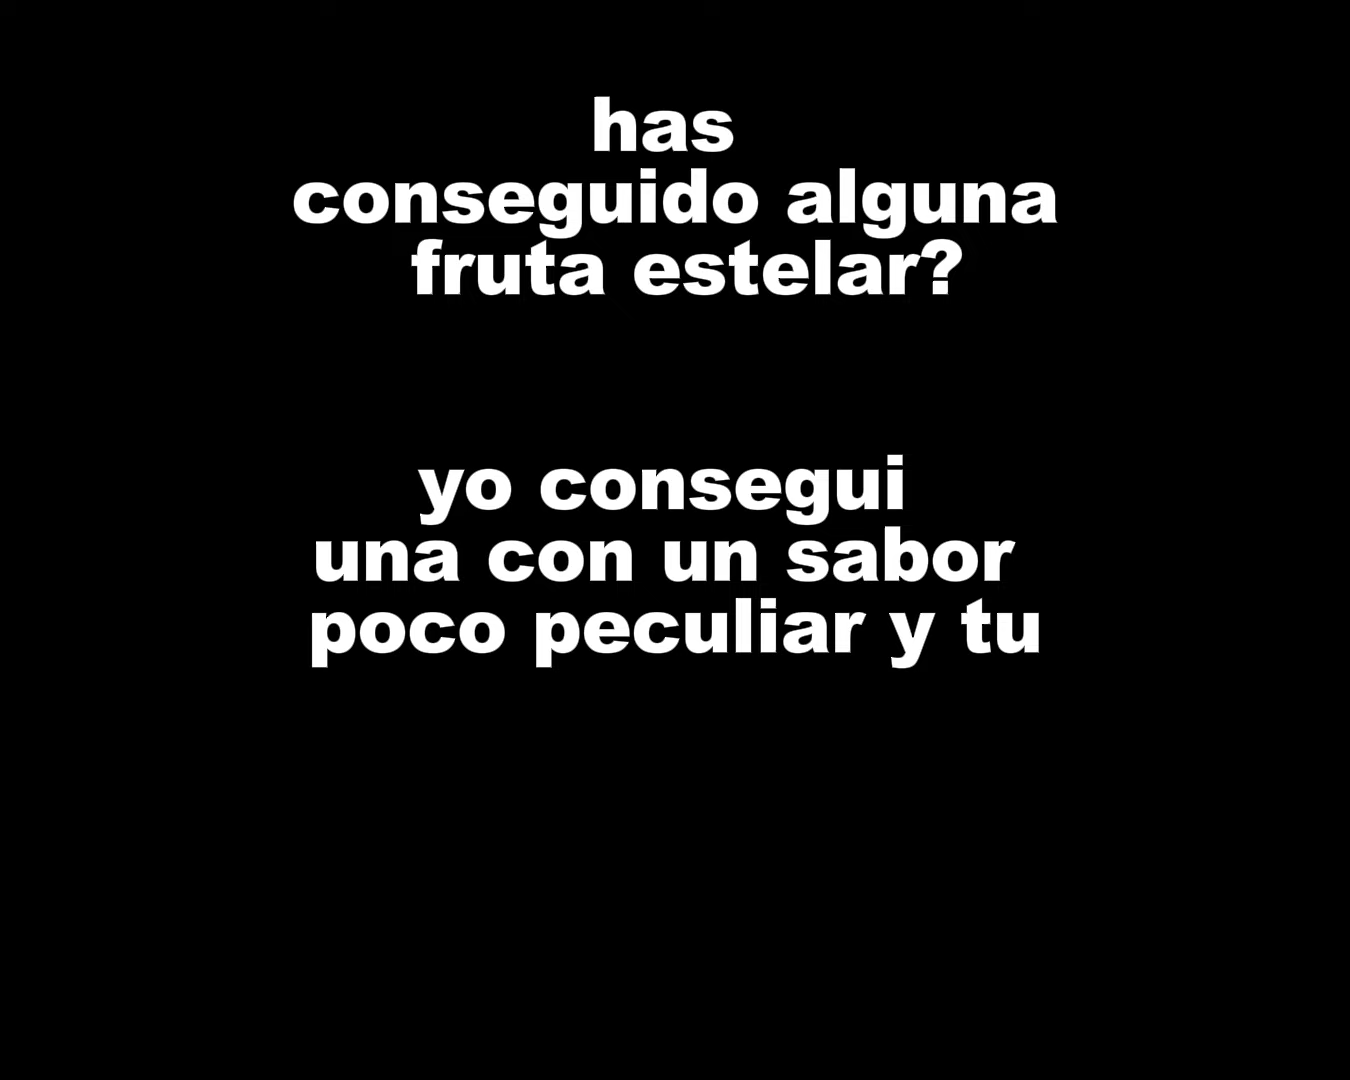 has
conseguido alguna
fruta estelar?
yo consegui
una con un sabor
poco peculiar y tu